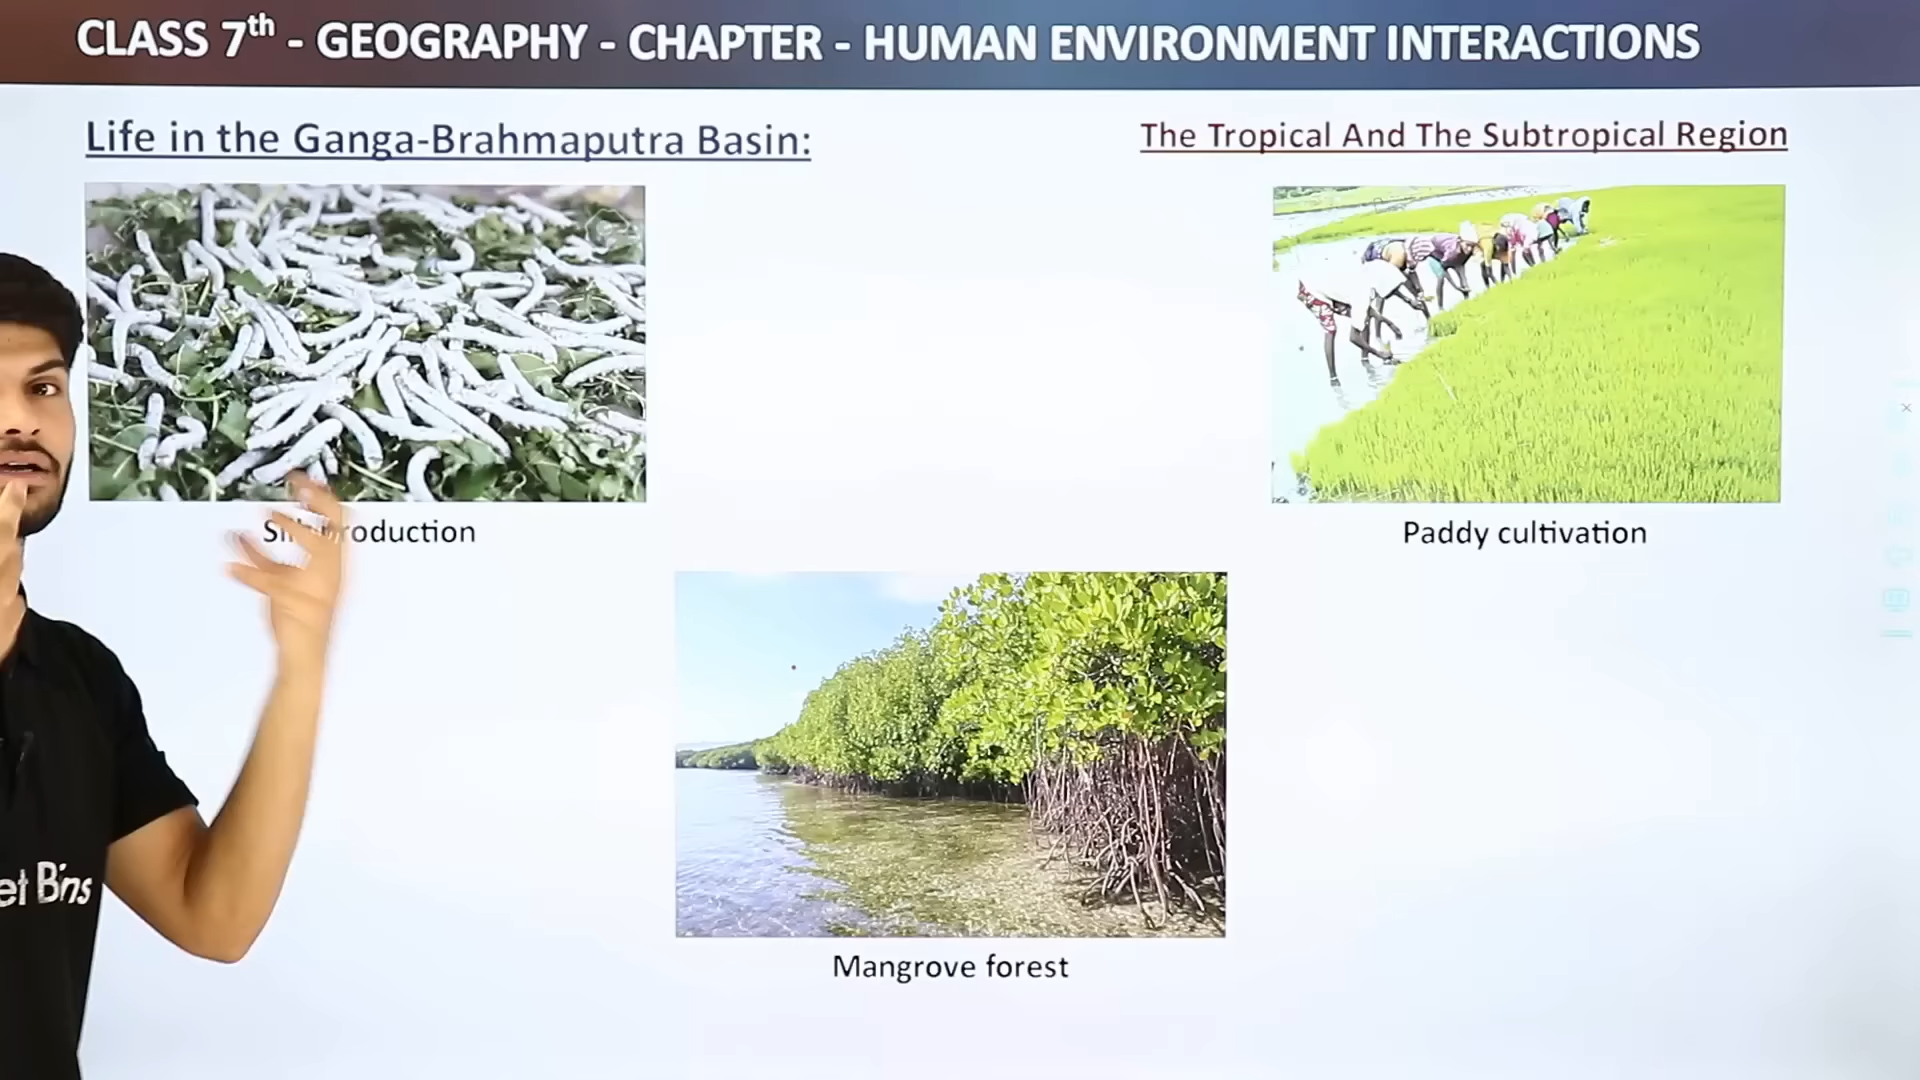 CLASS 7th - GEOGRAPHY - CHAPTER - HUMAN ENVIRONMENT INTERACTIONS
Life in the Ganga-Brahmaputra Basin:
The Tropical And The Subtropical Region
Paddy cultivation
Mangrove forest